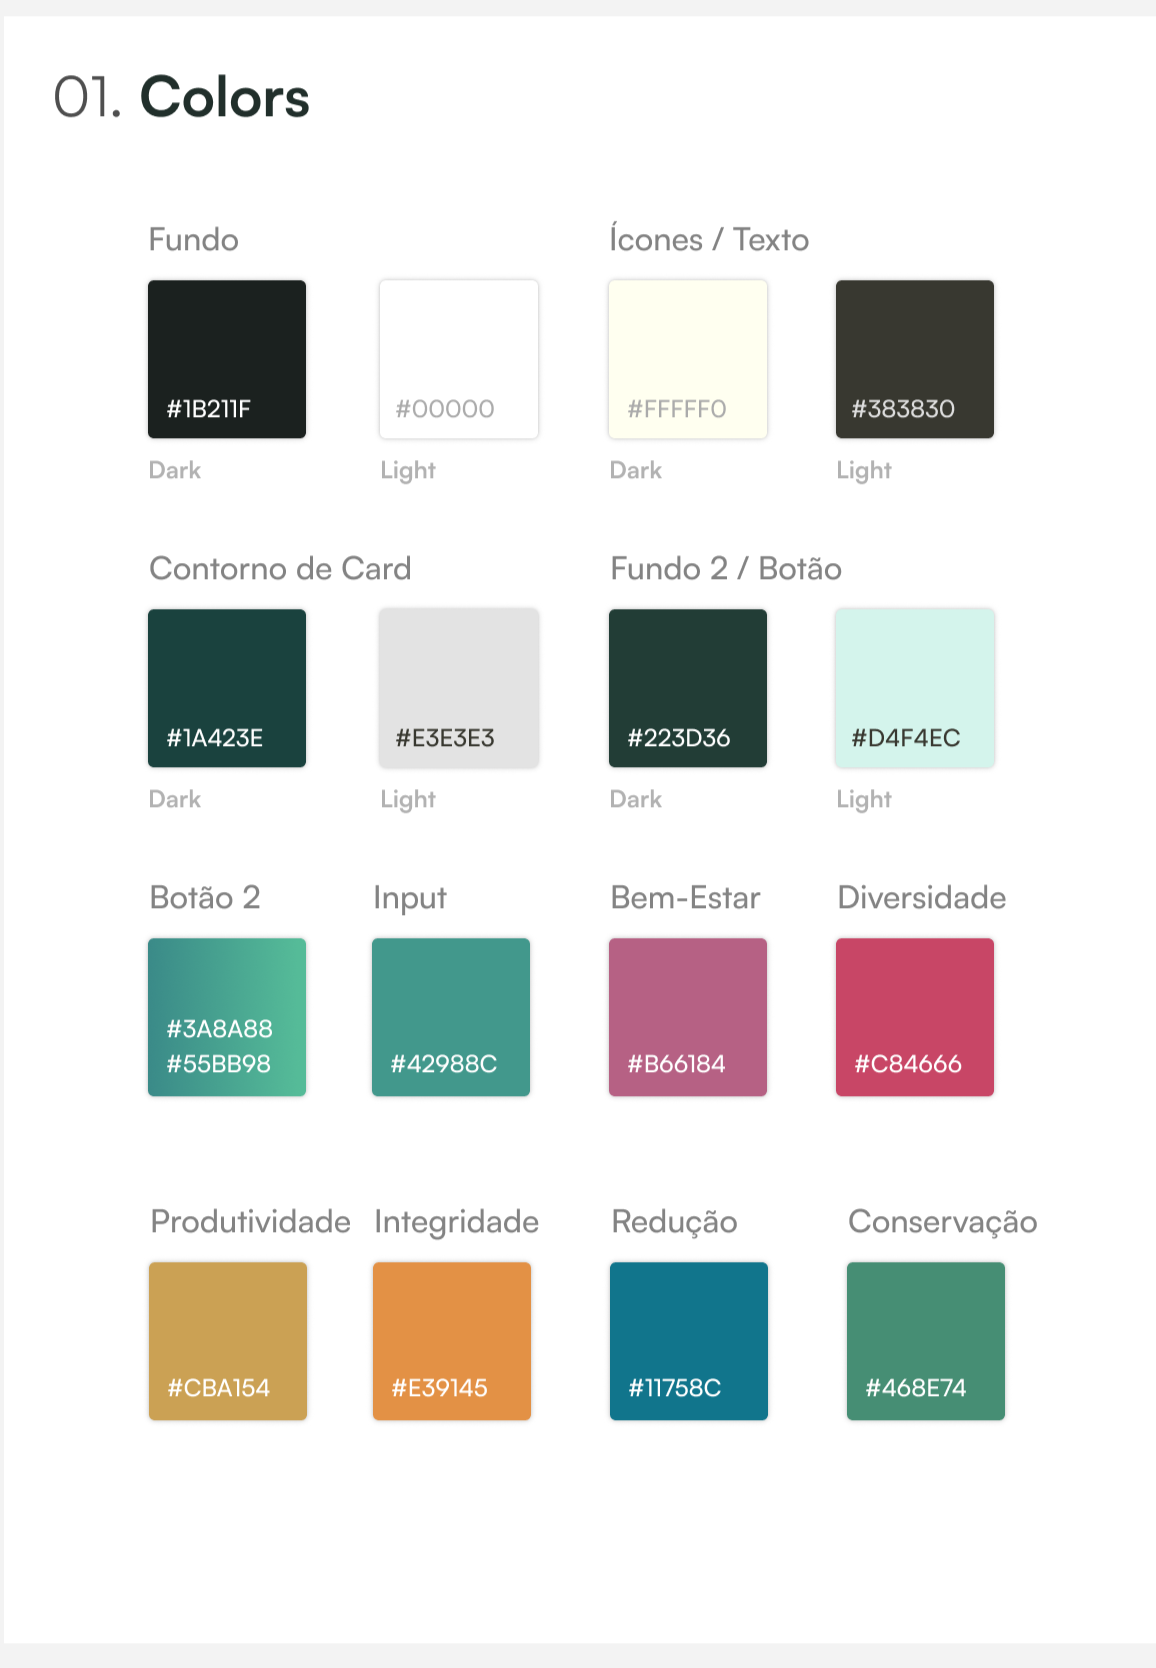 01. Colors
Fundo
Ícones / Texto
#1B211F
#00000
#FFFFF0
#383830
Dark
Light
Dark
Light
Contorno de Card
Fundo 2 / Botão
#1A423E
#E3E3E3
#223D36
#D4F4EC
Dark
Light
Dark
Light
Botão 2
Input
Bem-Estar
Diversidade
#3A8A88
#55BB98
#42988C
#B66184
#C84666
Produtividade
Integridade
Redução
Conservação
#CBA154
#E39145
#11758C
#468E74